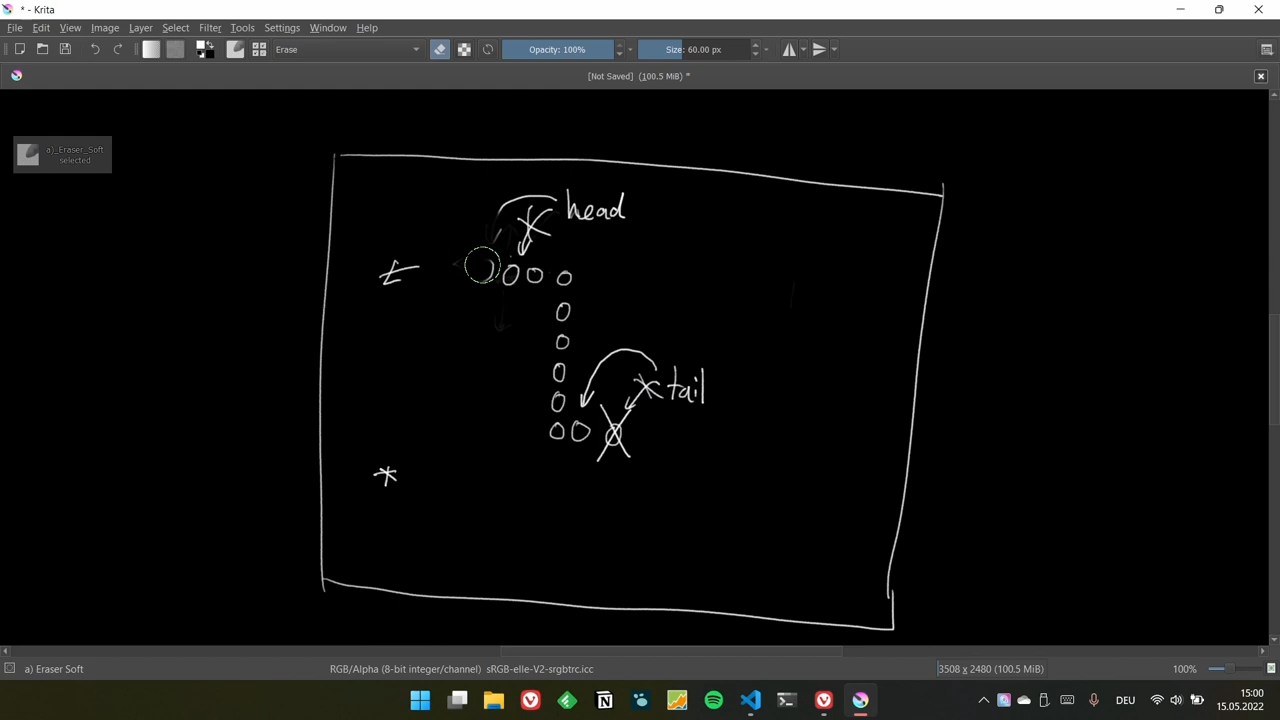 * - Krita
File Edit View Image Layer Select Filter Tools Settings Window Help
Erase Opacity: 100% Size: 60.00 px
[Not Saved] (100.5 MiB) *
a)_Eraser_Soft
selected
head
tail
*
a) Eraser Soft RGB/Alpha (8-bit integer/channel) sRGB-elle-V2-srgbtrc.icc 3508 x 2480 (100.5 MiB) 100%
DEU 15:00
15.05.2022